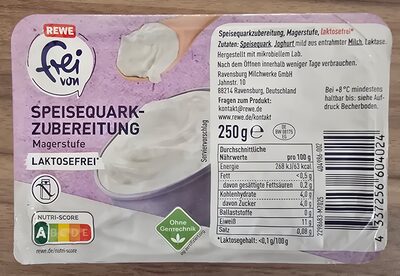 REWE
frei
von
SPEISEQUARK-
ZUBEREITUNG
Magerstufe
LAKTOSEFREI*
Serviervorschlag
NUTRI-SCORE
A B C D E
rewe.de/nutri-score
Ohne
Gentechnik
Speisequarkzubereitung, Magerstufe, laktosefrei*
Zutaten: Speisequark, Joghurt mild aus entrahmter Milch, Laktase.
Hergestellt mit mikrobiellem Lab.
Nach dem Öffnen innerhalb weniger Tage verbrauchen.
Ravensburg Milchwerke GmbH
Jahnstr. 10
88214 Ravensburg, Deutschland
Fragen zum Produkt:
kontakt@rewe.de
www.rewe.de/kontakt
Bei +8 °C mindestens
haltbar bis: siehe Auf-
druck Becherboden.
250 g e
DE
EG
Durchschnittliche
Nährwerte pro 100 g
Energie 268 kJ/63 kcal
Fett <0,5 g
davon gesättigte Fettsäuren 0,2 g
Kohlenhydrate 4,0 g
davon Zucker 4,0 g
Ballaststoffe 0 g
Eiweiß 11 g
Salz 0,08 g
*Laktosegehalt: <0,1 g/100 g
4 337256 604024